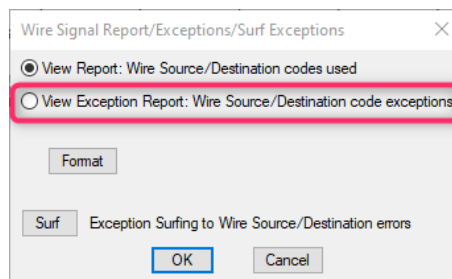 Wire Signal Report/Exceptions/Surf Exceptions
View Report: Wire Source/Destination codes used
View Exception Report: Wire Source/Destination code exceptions
Format
Surf Exception Surfing to Wire Source/Destination errors
OK Cancel